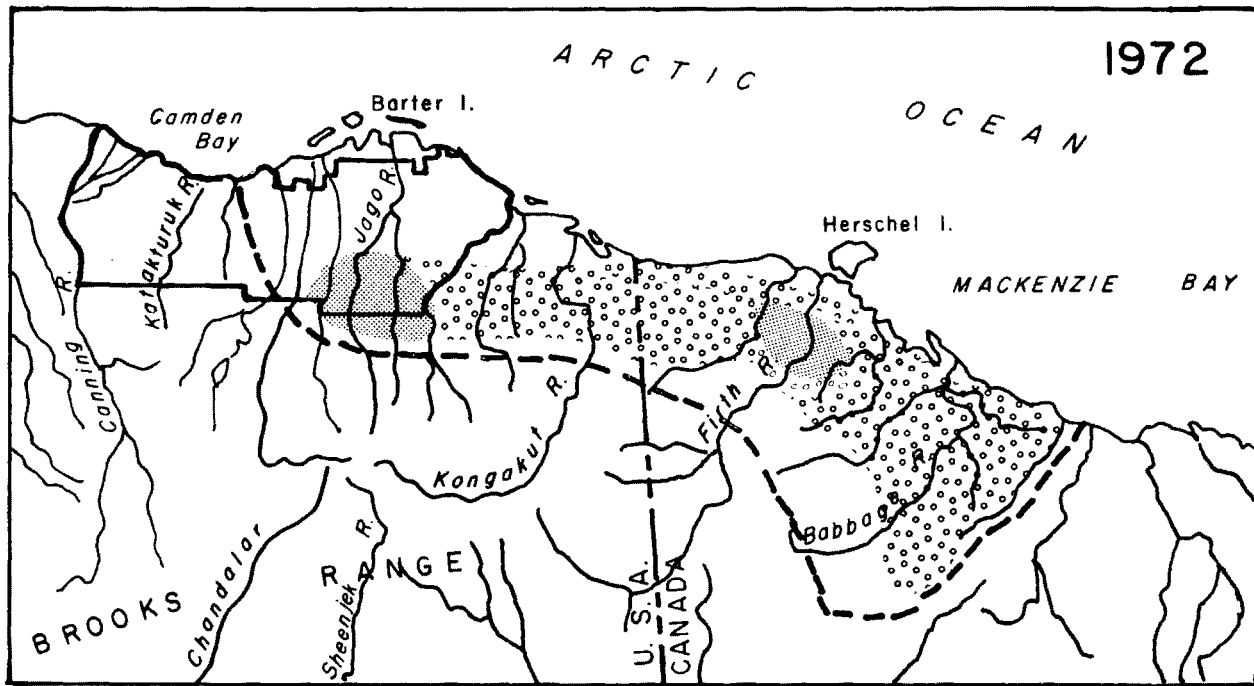 1972
ARCTIC
OCEAN
Barter I.
Camden
Bay
Katakturuk R.
Jago R.
Herschel I.
MACKENZIE BAY
Canning R.
Firth R.
Kongakut R.
Babbage R.
Chandalar
Sheenjek R.
BROOKS RANGE
U. S. A.
CANADA